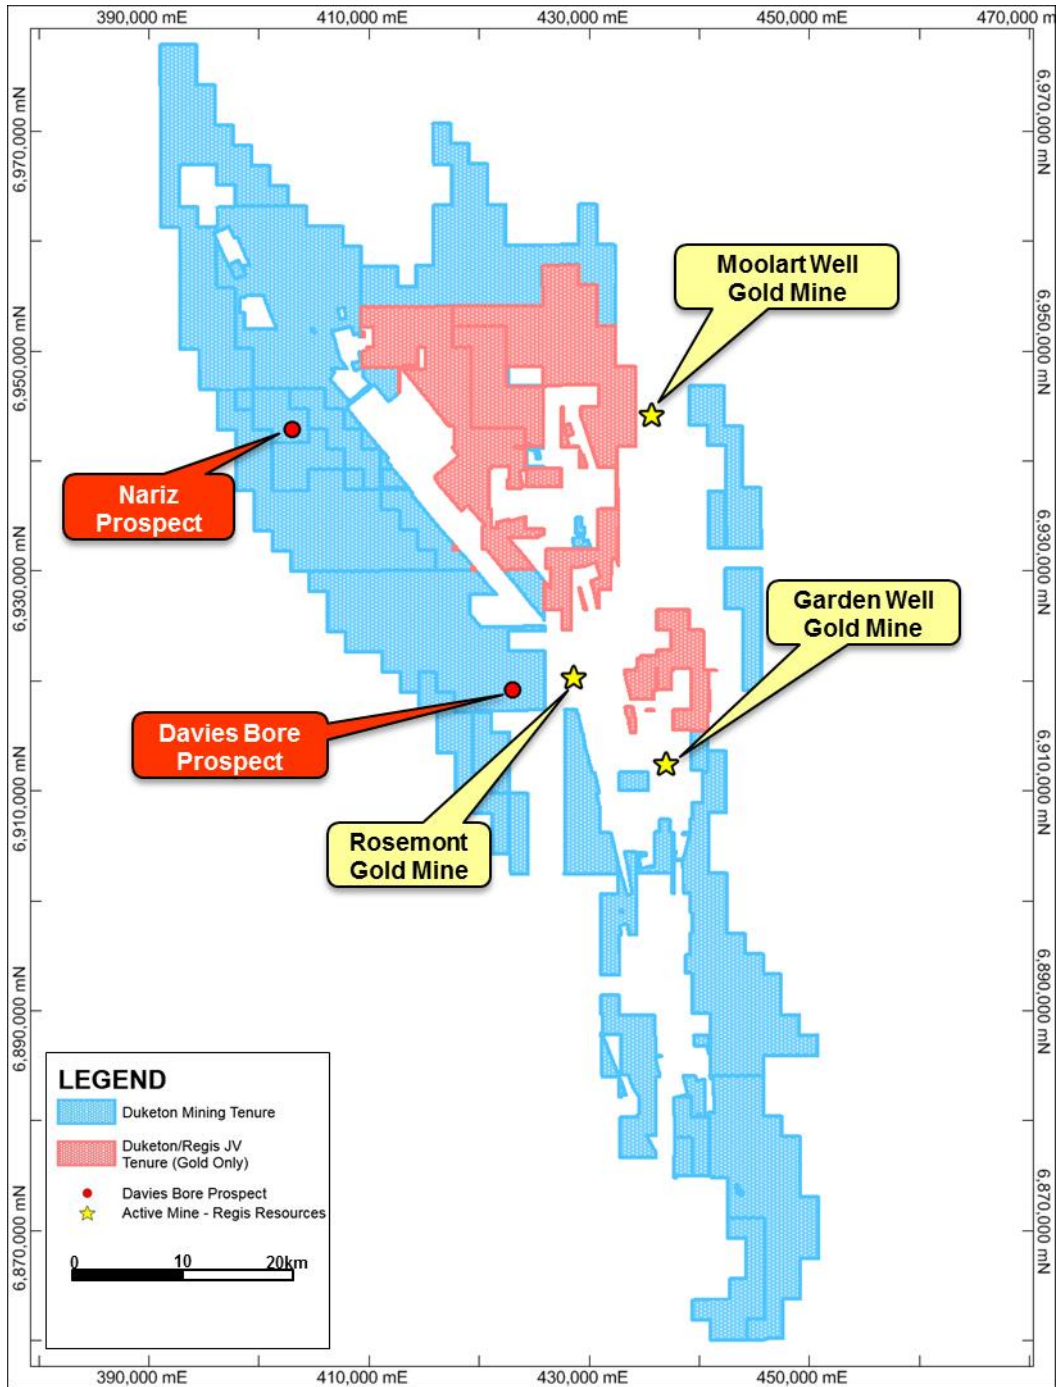 390,000 mE
410,000 mE
430,000 mE
450,000 mE
470,000 m
6,970,000 mN
6,970,000 mN
Moolart Well
Gold Mine
6,950,000 mN
6,950,000 mN
Nariz
Prospect
6,930,000 mN
6,930,000 mN
Garden Well
Gold Mine
Davies Bore
Prospect
6,910,000 mN
6,910,000 mN
Rosemont
Gold Mine
6,890,000 mN
6,890,000 mN
LEGEND
Duketon Mining Tenure
Duketon/Regis JV
Tenure (Gold Only)
Davies Bore Prospect
Active Mine - Regis Resources
0 10 20km
6,870,000 mN
6,870,000 mN
390,000 mE
410,000 mE
430,000 mE
450,000 mE